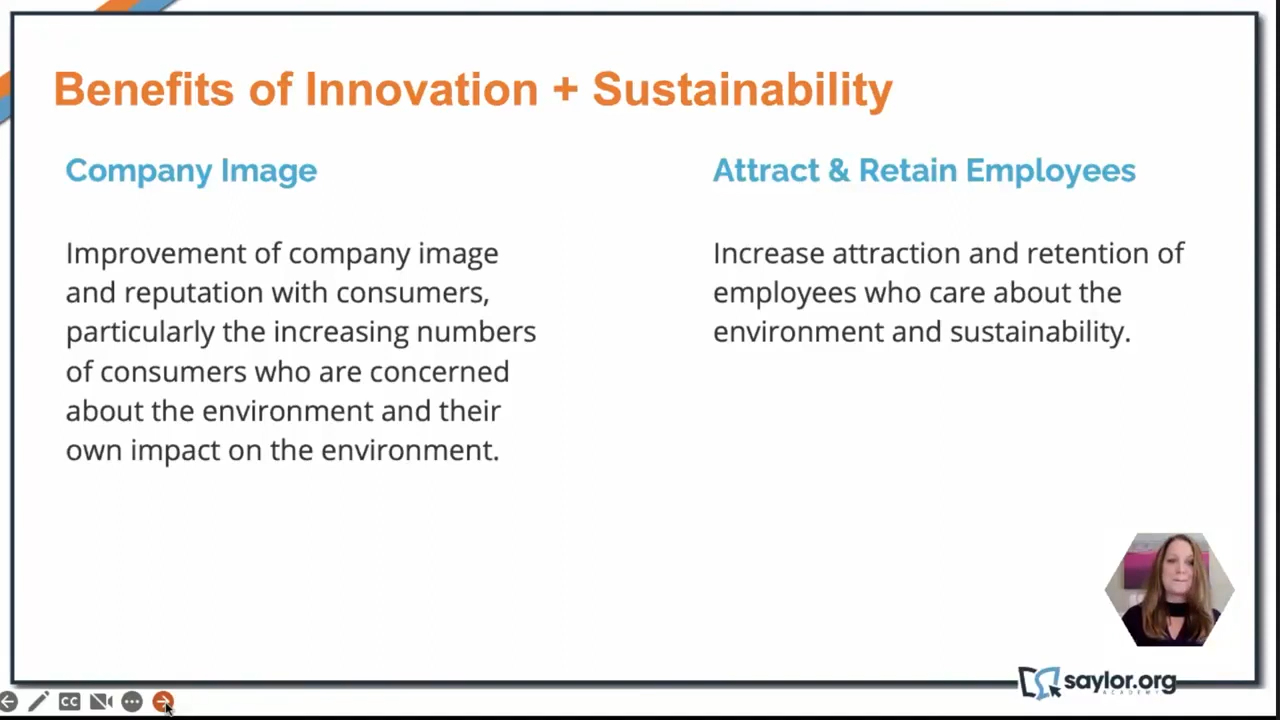 Benefits of Innovation + Sustainability
Company Image
Improvement of company image
and reputation with consumers,
particularly the increasing numbers
of consumers who are concerned
about the environment and their
own impact on the environment.
Attract & Retain Employees
Increase attraction and retention of
employees who care about the
environment and sustainability.
saylor.org
ACADEMY
CC